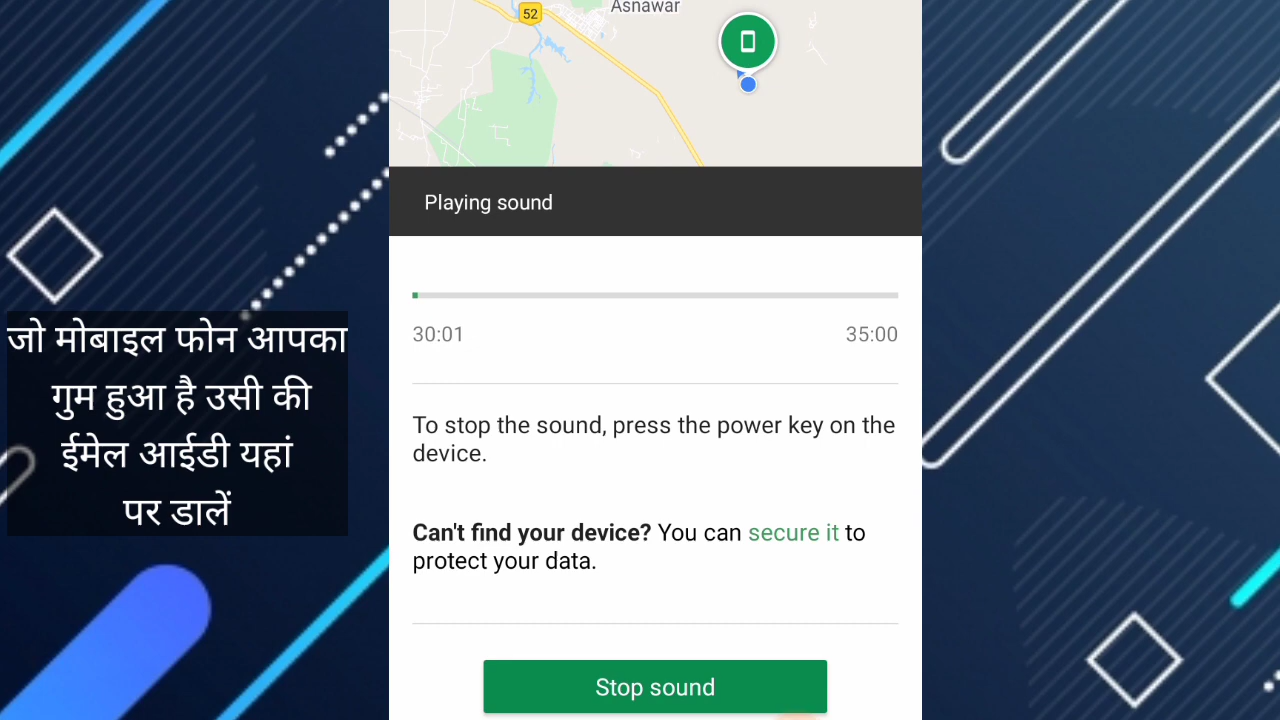 Asnawar
52
Playing sound
30:01
35:00
जो मोबाइल फोन आपका
गुम हुआ है उसी की
ईमेल आईडी यहां
पर डालें
To stop the sound, press the power key on the
device.
Can't find your device? You can secure it to
protect your data.
Stop sound